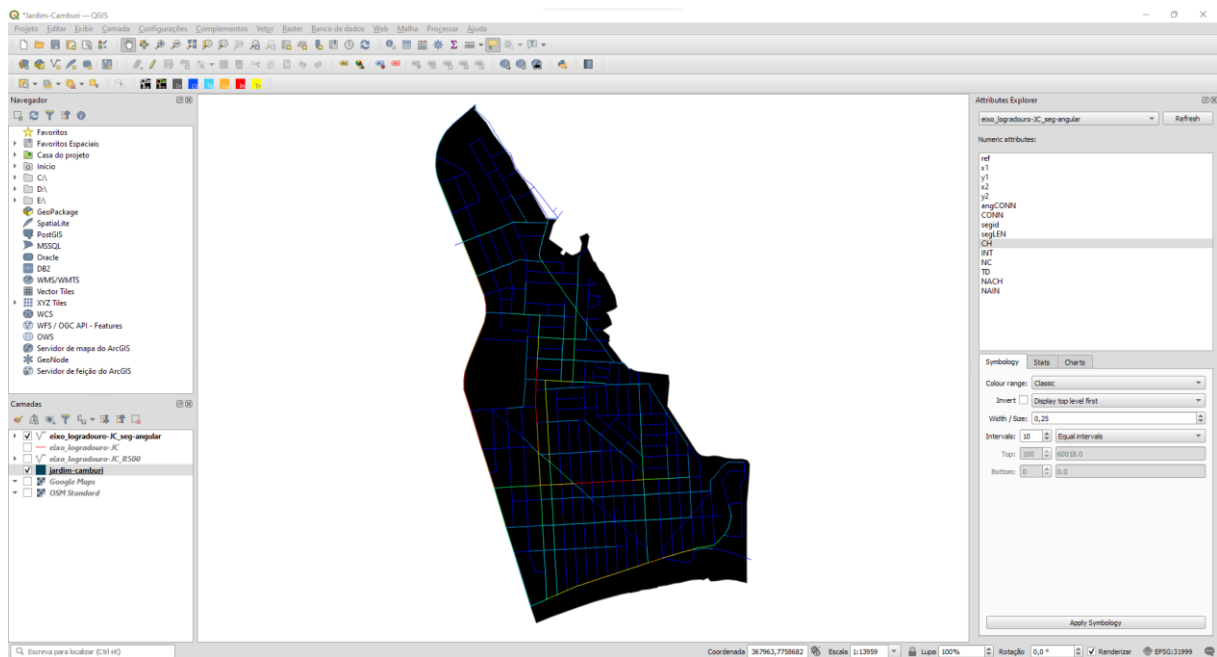 *Jardim-Camburi — QGIS
Projeto Editar Exibir Camada Configurações Complementos Vetor Raster Banco de dados Web Malha Processar Ajuda
Navegador
Favoritos
Favoritos Espaciais
Casa do projeto
Início
C:\
D:\
E:\
GeoPackage
SpatiaLite
PostGIS
MSSQL
Oracle
DB2
WMS/WMTS
Vector Tiles
XYZ Tiles
WCS
WFS / OGC API - Features
OWS
Servidor de mapa do ArcGIS
GeoNode
Servidor de feição do ArcGIS
Camadas
eixo_logradouro-JC_seg-angular
eixo_logradouro-JC
eixo_logradouro-JC_R500
jardim-camburi
Google Maps
OSM Standard
Attributes Explorer
eixo_logradouro-JC_seg-angular Refresh
Numeric attributes:
ref
x1
y1
x2
y2
angCONN
CONN
segid
segLEN
CH
INT
NC
TD
NACH
NAIN
Symbology Stats Charts
Colour range: Classic
Invert Display top level first
Width / Size: 0,25
Intervals: 10 Equal intervals
Top: 100 60018.0
Bottom: 0 0.0
Apply Symbology
Escreva para localizar (Ctrl+K) Coordenada 367963,7758682 Escala 1:13959 Lupa 100% Rotação 0,0 ° Renderizar EPSG:31999